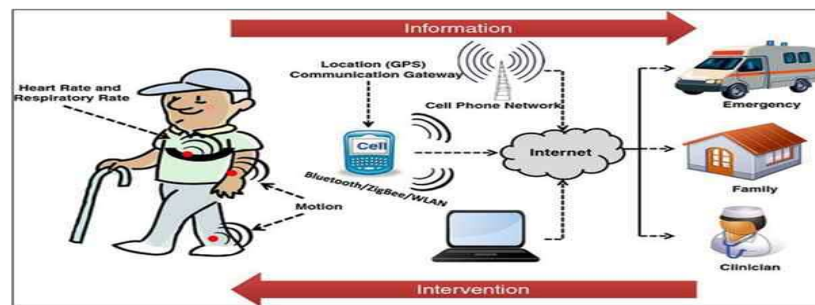 Information
Location (GPS)
Communication Gateway
Heart Rate and
Respiratory Rate
Cell Phone Network
Emergency
Cell
Internet
Bluetooth/ZigBee/WLAN
Family
Motion
Clinician
Intervention